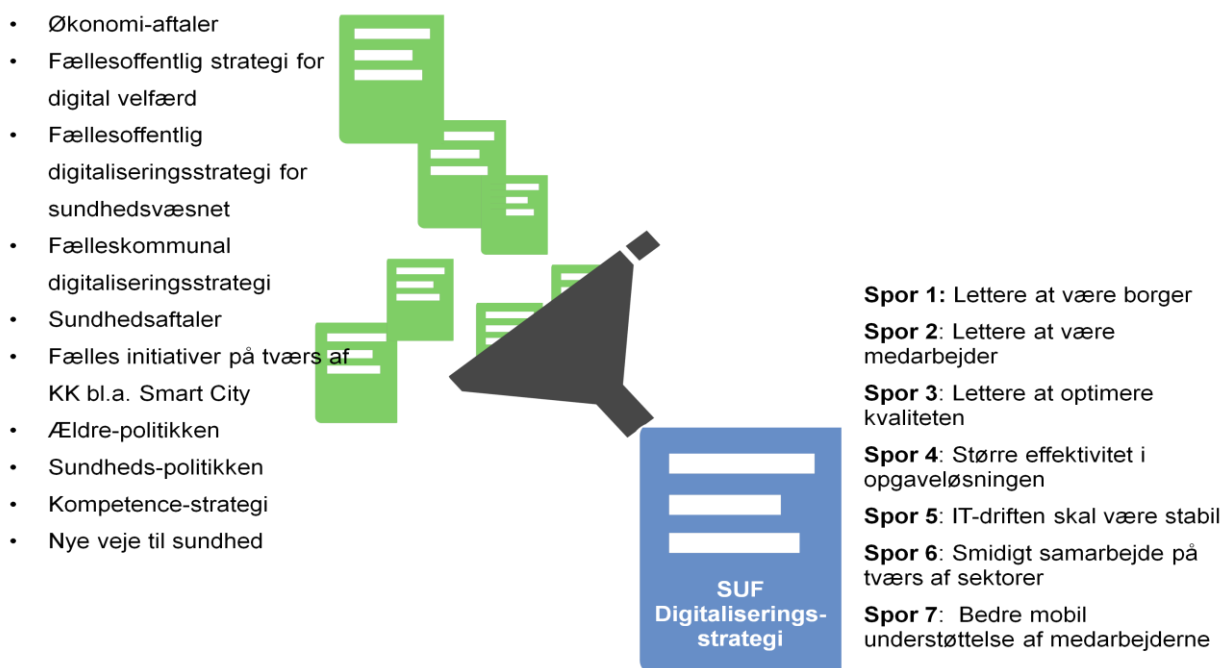 • Økonomi-aftaler
• Fællesoffentlig strategi for
digital velfærd
• Fællesoffentlig
digitaliseringsstrategi for
sundhedsvæsnet
• Fælleskommunal
digitaliseringsstrategi
• Sundhedsaftaler
• Fælles initiativer på tværs af
KK bl.a. Smart City
• Ældre-politikken
• Sundheds-politikken
• Kompetence-strategi
• Nye veje til sundhed
SUF
Digitaliserings-
strategi
Spor 1: Lettere at være borger
Spor 2: Lettere at være
medarbejder
Spor 3: Lettere at optimere
kvaliteten
Spor 4: Større effektivitet i
opgaveløsningen
Spor 5: IT-driften skal være stabil
Spor 6: Smidigt samarbejde på
tværs af sektorer
Spor 7: Bedre mobil
understøttelse af medarbejderne